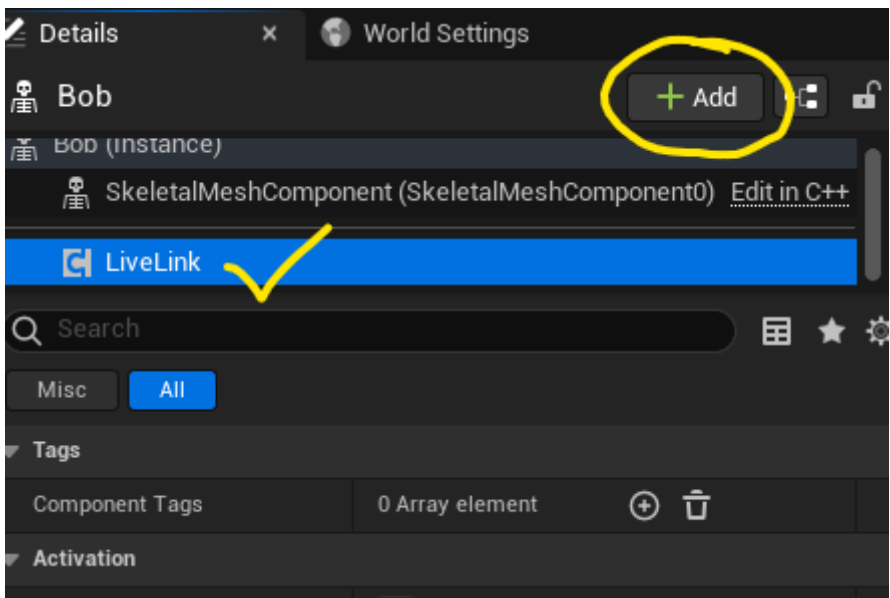 Details World Settings
Bob Add
Bob (Instance)
SkeletalMeshComponent (SkeletalMeshComponent0) Edit in C++
LiveLink
Search
Misc All
Tags
Component Tags 0 Array element
Activation